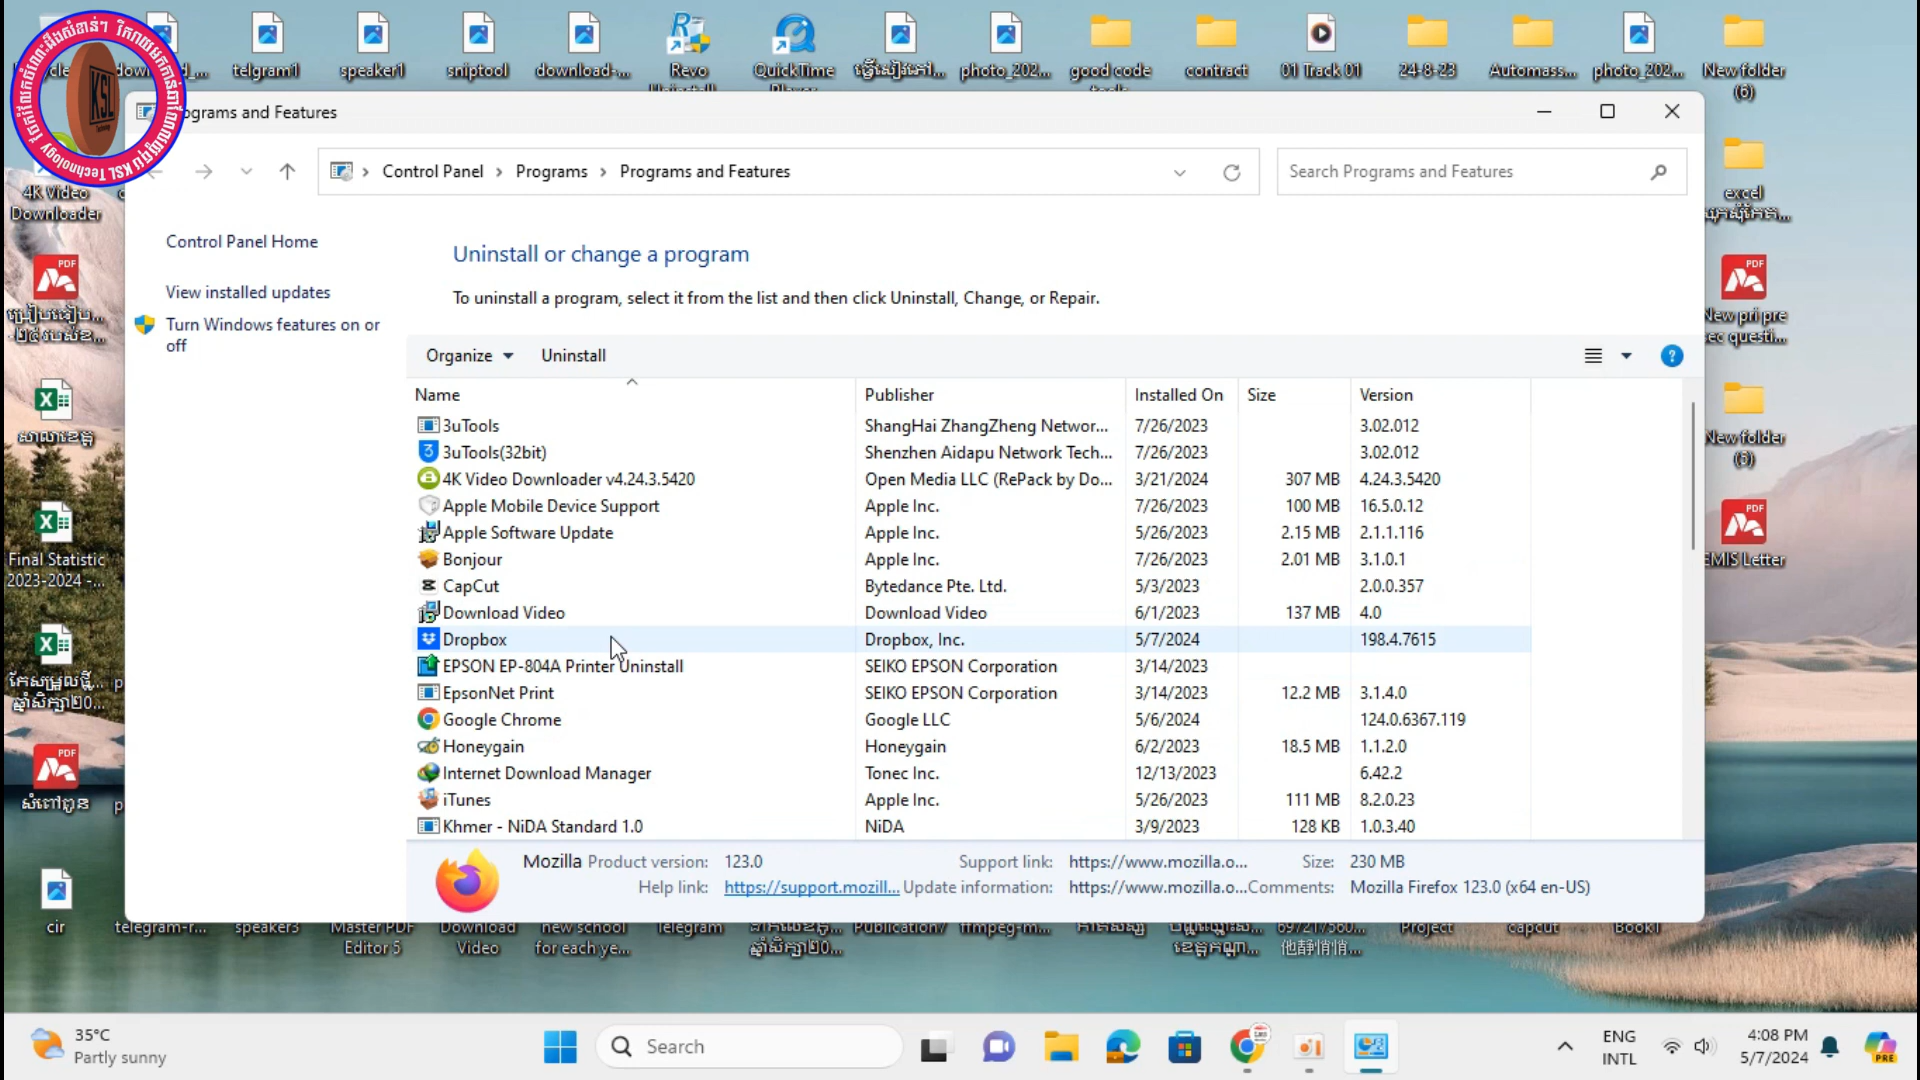 telgram1
speaker1
sniptool
download-...
Revo
QuickTime
photo_202...
good code
contract
01 Track 01
24-8-23
Automass...
photo_202...
New folder
(6)
KSL
Programs and Features
Control Panel > Programs > Programs and Features
Search Programs and Features
4K Video
Downloader
Control Panel Home
View installed updates
Turn Windows features on or
off
Uninstall or change a program
To uninstall a program, select it from the list and then click Uninstall, Change, or Repair.
Organize
Uninstall
Name Publisher Installed On Size Version
3uTools ShangHai ZhangZheng Networ... 7/26/2023 3.02.012
3uTools(32bit) Shenzhen Aidapu Network Tech... 7/26/2023 3.02.012
4K Video Downloader v4.24.3.5420 Open Media LLC (RePack by Do... 3/21/2024 307 MB 4.24.3.5420
Apple Mobile Device Support Apple Inc. 7/26/2023 100 MB 16.5.0.12
Apple Software Update Apple Inc. 5/26/2023 2.15 MB 2.1.1.116
Bonjour Apple Inc. 7/26/2023 2.01 MB 3.1.0.1
CapCut Bytedance Pte. Ltd. 5/3/2023 2.0.0.357
Download Video Download Video 6/1/2023 137 MB 4.0
Dropbox Dropbox, Inc. 5/7/2024 198.4.7615
EPSON EP-804A Printer Uninstall SEIKO EPSON Corporation 3/14/2023
EpsonNet Print SEIKO EPSON Corporation 3/14/2023 12.2 MB 3.1.4.0
Google Chrome Google LLC 5/6/2024 124.0.6367.119
Honeygain Honeygain 6/2/2023 18.5 MB 1.1.2.0
Internet Download Manager Tonec Inc. 12/13/2023 6.42.2
iTunes Apple Inc. 5/26/2023 111 MB 8.2.0.23
Khmer - NiDA Standard 1.0 NiDA 3/9/2023 128 KB 1.0.3.40
Mozilla Product version: 123.0 Support link: https://www.mozilla.o... Size: 230 MB
Help link: https://support.mozill... Update information: https://www.mozilla.o... Comments: Mozilla Firefox 123.0 (x64 en-US)
excel
New pri pre
sec questi...
New folder
(5)
EMIS Letter
សាលាខេត្ត
Final Statistic
2023-2024 -...
សំពៅពូន
cir
telegram-r...
speaker3
Master PDF
Editor 5
Download
Video
new school
for each ye...
Telegram
Publication7
ffmpeg-m...
Project
capcut
Book1
35°C
Partly sunny
Search
ENG
INTL
4:08 PM
5/7/2024